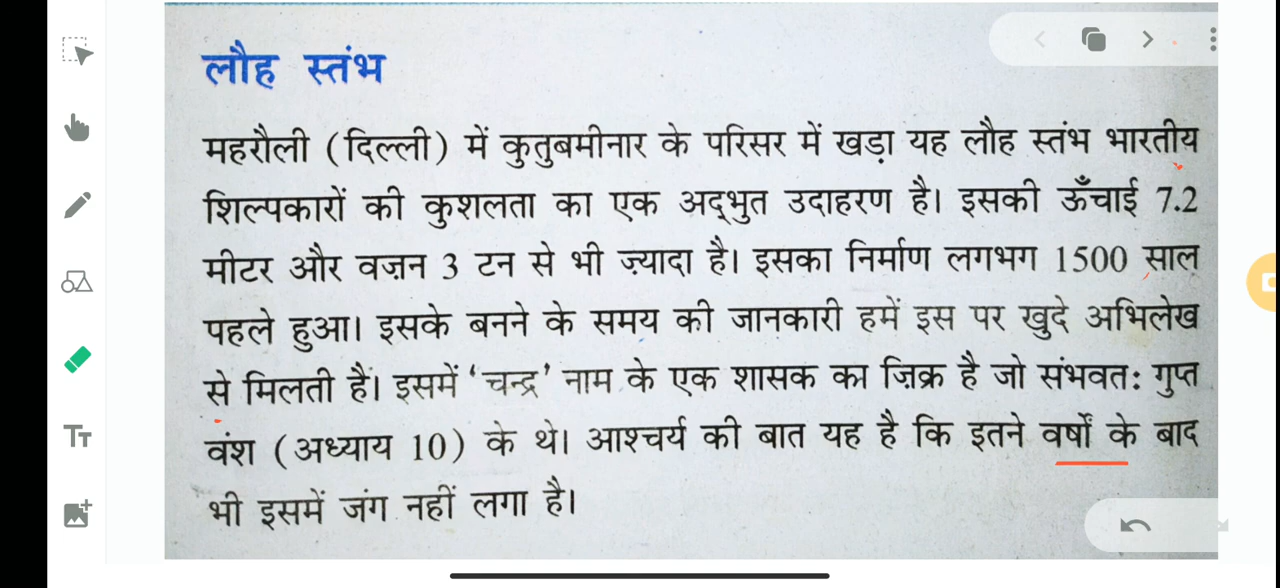 लौह स्तंभ
महरौली (दिल्ली) में कुतुबमीनार के परिसर में खड़ा यह लौह स्तंभ भारतीय
शिल्पकारों की कुशलता का एक अद्भुत उदाहरण है। इसकी ऊँचाई 7.2
मीटर और वज़न 3 टन से भी ज़्यादा है। इसका निर्माण लगभग 1500 साल
पहले हुआ। इसके बनने के समय की जानकारी हमें इस पर खुदे अभिलेख
से मिलती है। इसमें ‘चन्द्र’ नाम के एक शासक का ज़िक्र है जो संभवत: गुप्त
वंश (अध्याय 10) के थे। आश्चर्य की बात यह है कि इतने वर्षों के बाद
भी इसमें जंग नहीं लगा है।
TT